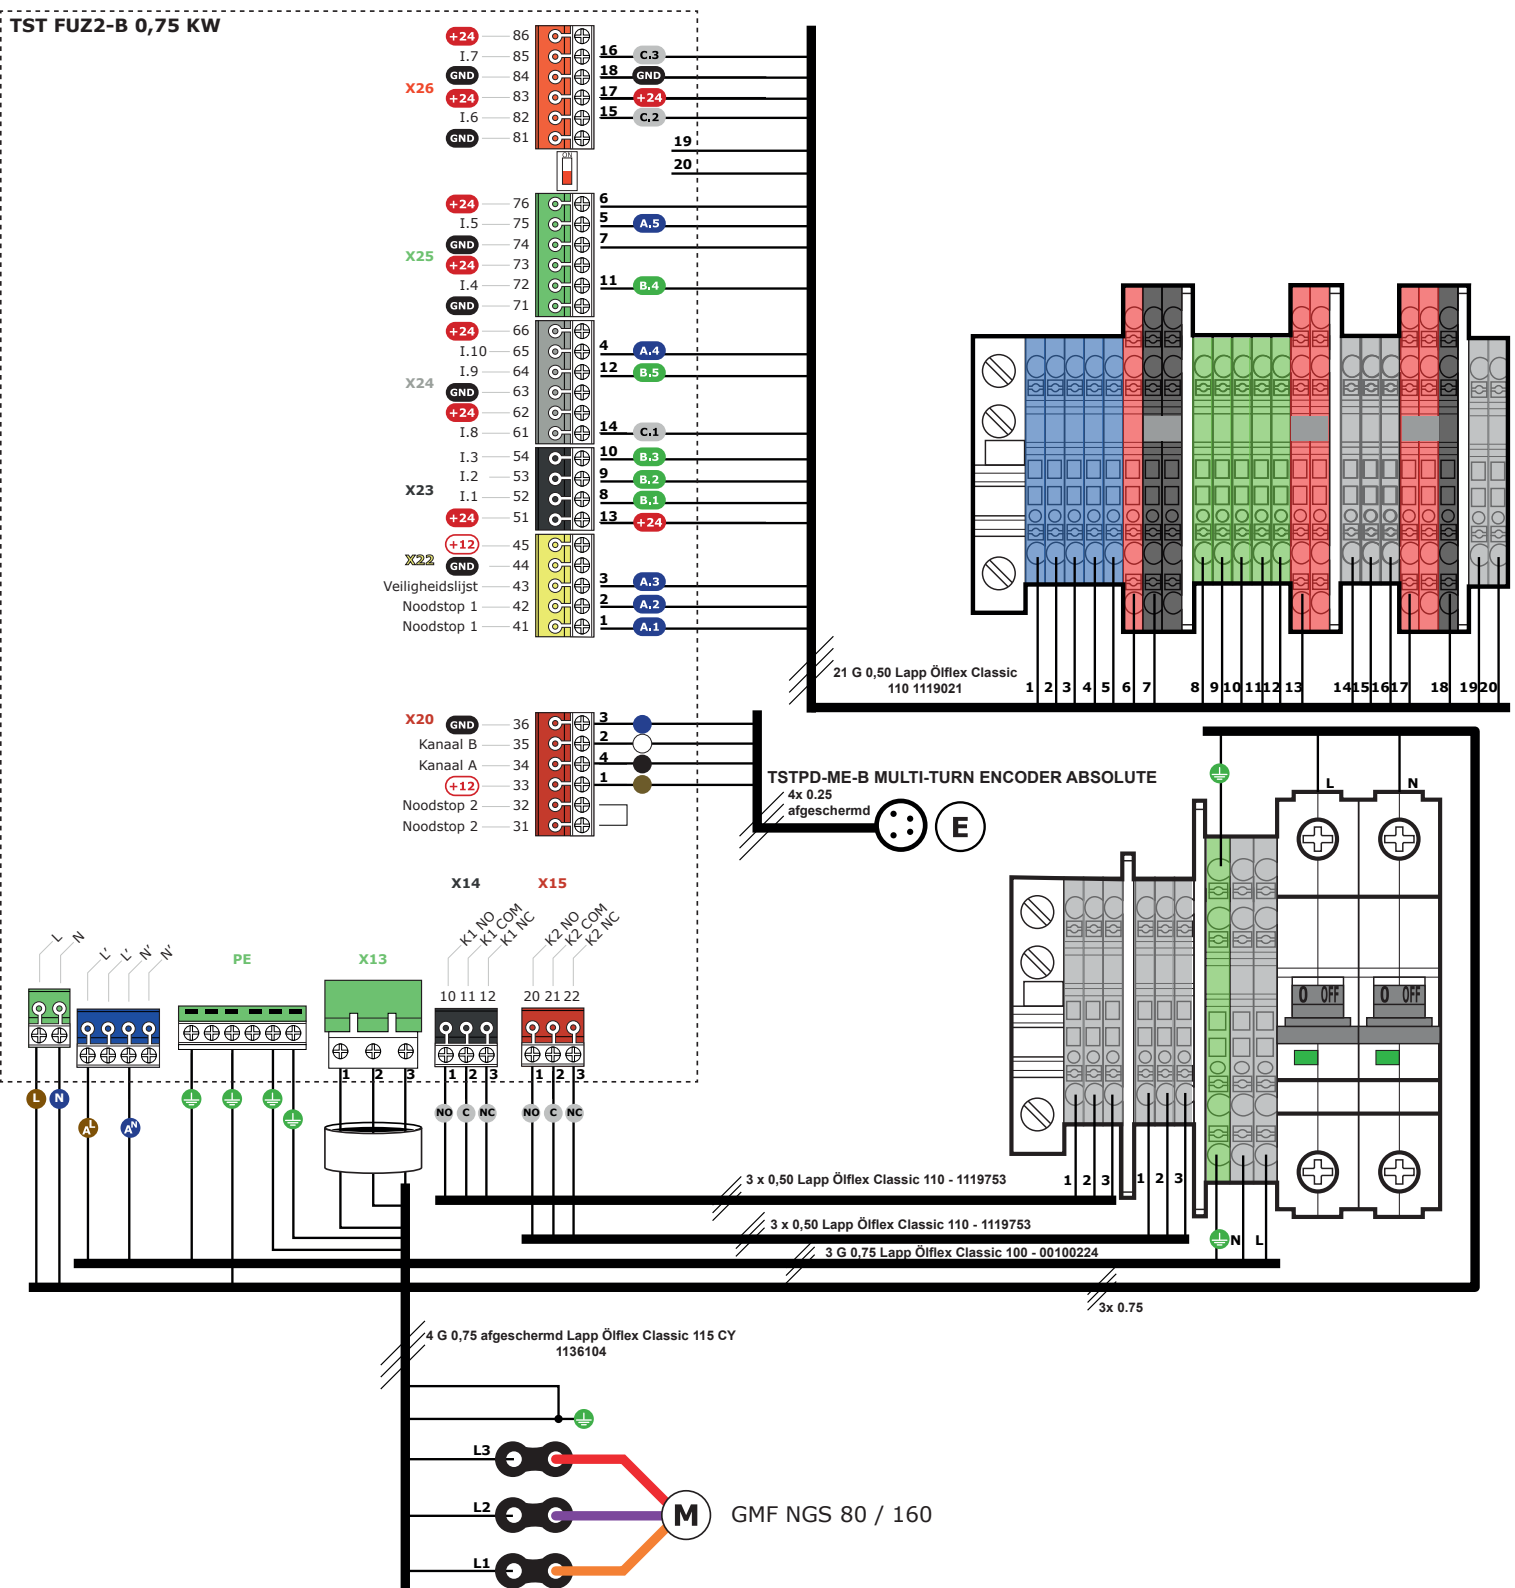 TST FUZ2-B 0,75 KW
X26
+24 86
I.7 85 16 C.3
GND 84 18 GND
+24 83 17 +24
I.6 82 15 C.2
GND 81
19
ON
20
X25
+24 76 6
I.5 75 5 A.5
GND 74 7
+24 73
I.4 72 11 B.4
GND 71
X24
+24 66
I.10 65 4 A.4
I.9 64 12 B.5
GND 63
+24 62
I.8 61 14 C.1
X23
I.3 54 10 B.3
I.2 53 9 B.2
I.1 52 8 B.1
+24 51 13 +24
X22
+12 45
GND 44
Veiligheidslijst 43 3 A.3
Noodstop 1 42 2 A.2
Noodstop 1 41 1 A.1
21 G 0,50 Lapp Ölflex Classic
110 1119021
1 2 3 4 5 6 7 8 9 10 11 12 13 14 15 16 17 18 19 20
X20
GND 36 3
Kanaal B 35 2
Kanaal A 34 4
+12 33 1
Noodstop 2 32
Noodstop 2 31
TSTPD-ME-B MULTI-TURN ENCODER ABSOLUTE
4x 0.25
afgeschermd
E
L N
X14 X15
K1 NO K1 COM K1 NC K2 NO K2 COM K2 NC
L N L' L' N' N' PE X13
10 11 12 20 21 22
0 OFF 0 OFF
1 2 3 1 2 3 1 2 3
L N NO C NC NO C NC
AL AN
3 x 0,50 Lapp Ölflex Classic 110 - 1119753
1 2 3 1 2 3
3 x 0,50 Lapp Ölflex Classic 110 - 1119753
N L
3 G 0,75 Lapp Ölflex Classic 100 - 00100224
3x 0.75
4 G 0,75 afgeschermd Lapp Ölflex Classic 115 CY
1136104
L3
L2
M
GMF NGS 80 / 160
L1